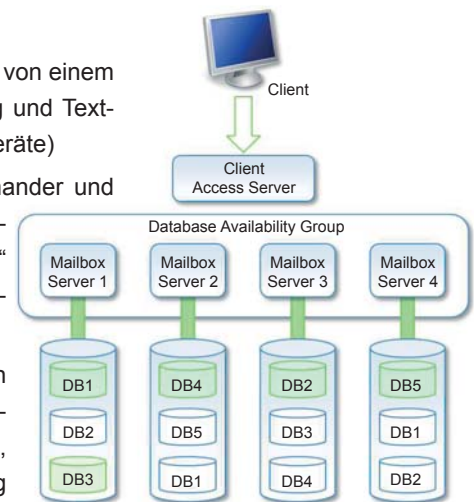 von einem
g und Text-
eräte)
nander und
-
“
-
n
-
,
g
Client
Client
Access Server
Database Availability Group
Mailbox
Server 1
Mailbox
Server 2
Mailbox
Server 3
Mailbox
Server 4
DB1
DB2
DB3
DB4
DB5
DB1
DB2
DB3
DB4
DB5
DB1
DB2